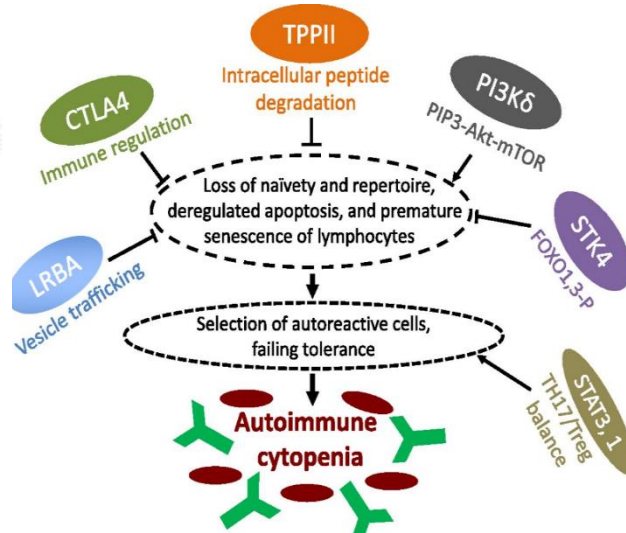 TPPII
Intracellular peptide
degradation
CTLA4
Immune regulation
PI3Kδ
PIP3-Akt-mTOR
Loss of naïvety and repertoire,
deregulated apoptosis, and premature
senescence of lymphocytes
LRBA
Vesicle trafficking
STK4
FOXO1,3-P
Selection of autoreactive cells,
failing tolerance
STAT3, 1
TH17/Treg
balance
Autoimmune
cytopenia